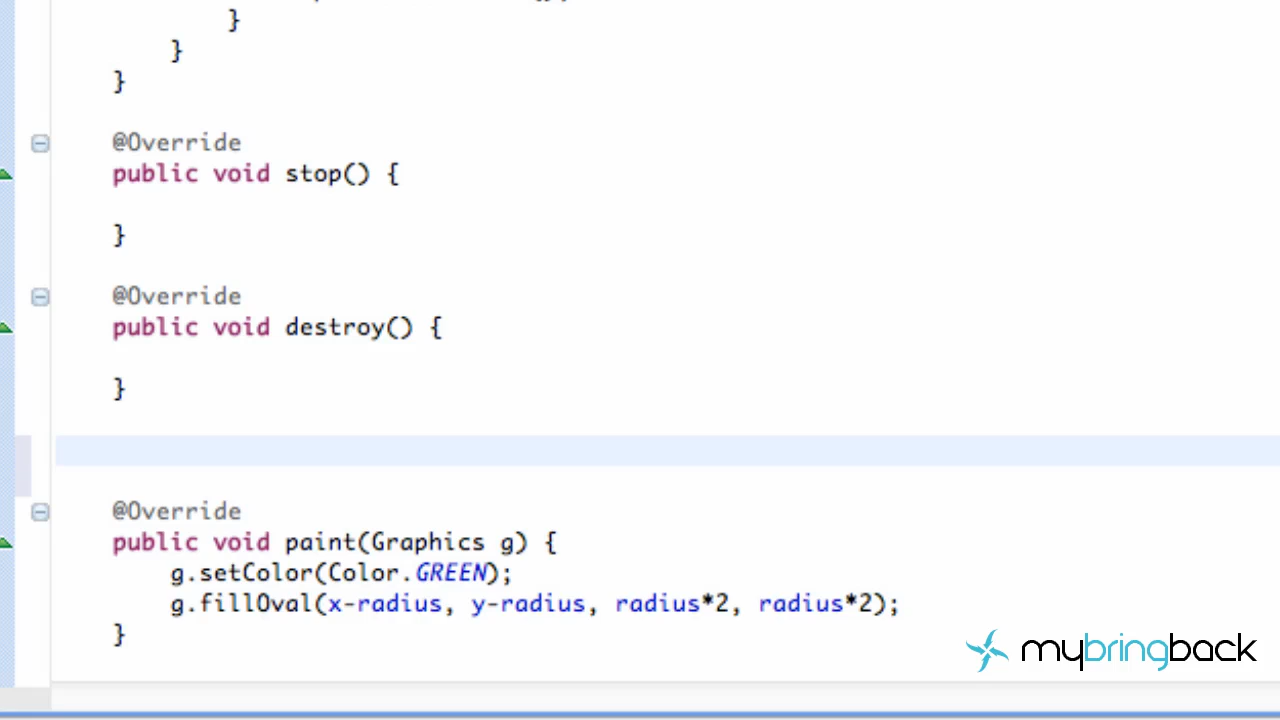 }
}
}
@Override
public void stop() {
}
@Override
public void destroy() {
}
@Override
public void paint(Graphics g) {
g.setColor(Color.GREEN);
g.fillOval(x-radius, y-radius, radius*2, radius*2);
}
mybringback